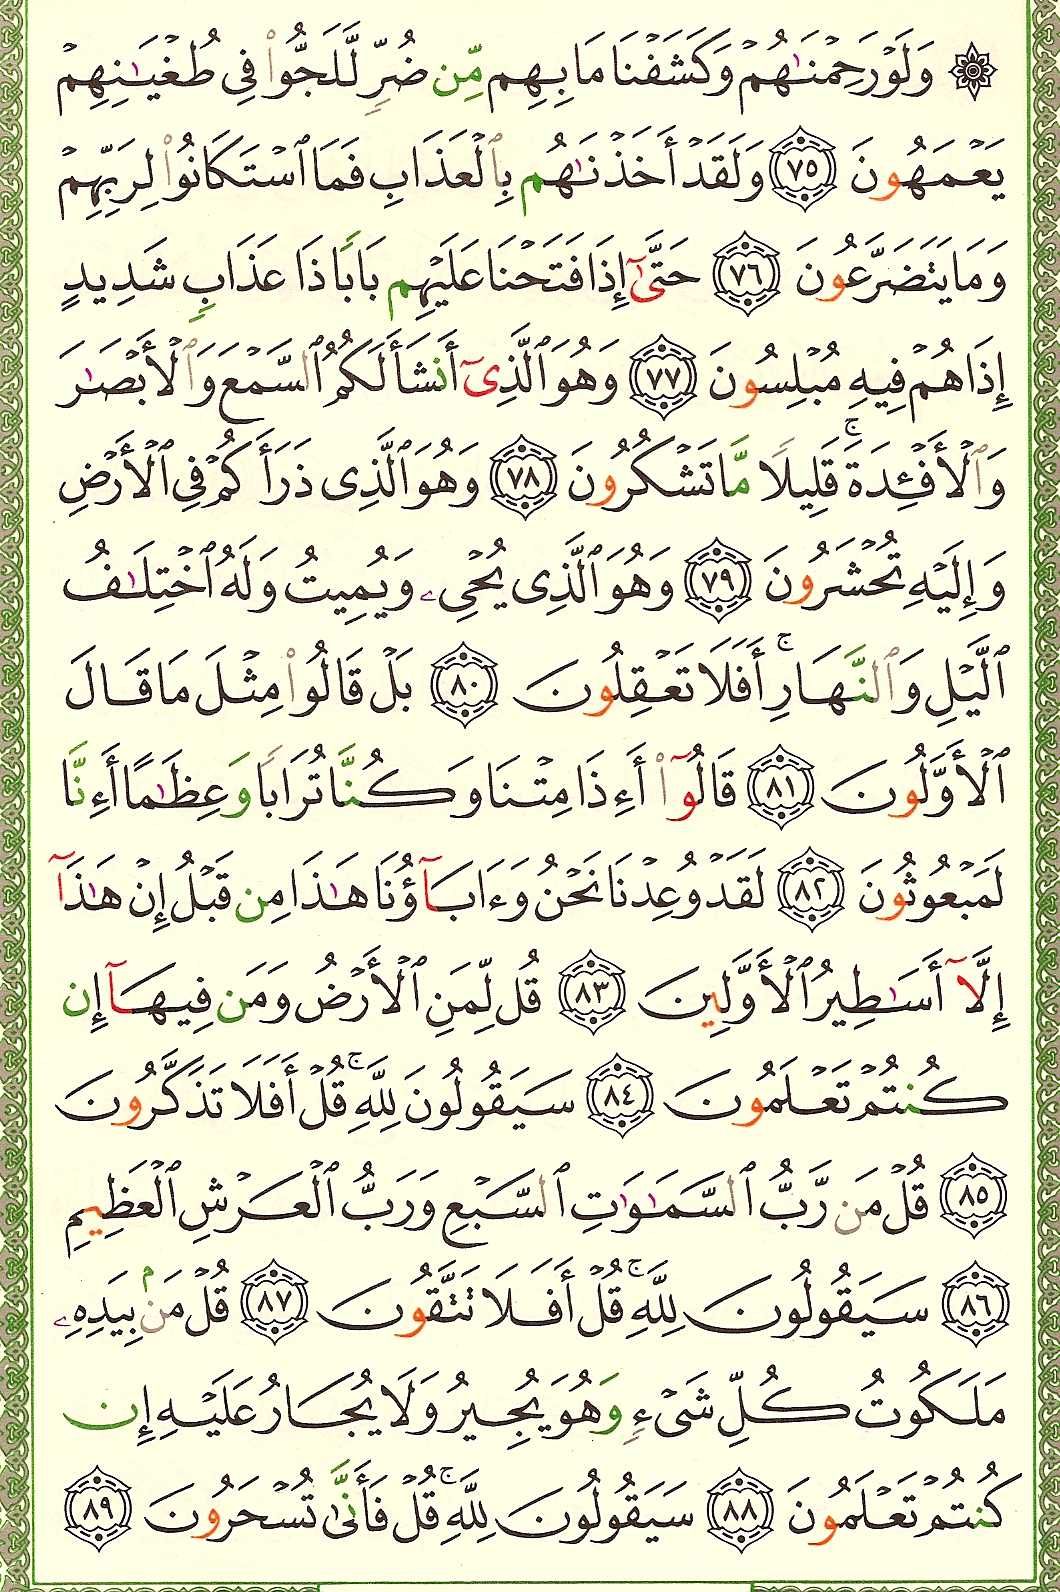 ۞ وَلَوْ رَحِمْنَٰهُمْ وَكَشَفْنَا مَا بِهِم مِّن ضُرٍّ لَّلَجُّوا۟ فِى طُغْيَٰنِهِمْ
يَعْمَهُونَ ٧٥ وَلَقَدْ أَخَذْنَٰهُم بِٱلْعَذَابِ فَمَا ٱسْتَكَانُوا۟ لِرَبِّهِمْ
وَمَا يَتَضَرَّعُونَ ٧٦ حَتَّىٰٓ إِذَا فَتَحْنَا عَلَيْهِم بَابًا ذَا عَذَابٍ شَدِيدٍ
إِذَا هُمْ فِيهِ مُبْلِسُونَ ٧٧ وَهُوَ ٱلَّذِىٓ أَنشَأَ لَكُمُ ٱلسَّمْعَ وَٱلْأَبْصَٰرَ
وَٱلْأَفْـِٔدَةَ ۚ قَلِيلًا مَّا تَشْكُرُونَ ٧٨ وَهُوَ ٱلَّذِى ذَرَأَكُمْ فِى ٱلْأَرْضِ
وَإِلَيْهِ تُحْشَرُونَ ٧٩ وَهُوَ ٱلَّذِى يُحْىِۦ وَيُمِيتُ وَلَهُ ٱخْتِلَٰفُ
ٱلَّيْلِ وَٱلنَّهَارِ ۚ أَفَلَا تَعْقِلُونَ ٨٠ بَلْ قَالُوا۟ مِثْلَ مَا قَالَ
ٱلْأَوَّلُونَ ٨١ قَالُوٓا۟ أَءِذَا مِتْنَا وَكُنَّا تُرَابًا وَعِظَٰمًا أَءِنَّا
لَمَبْعُوثُونَ ٨٢ لَقَدْ وُعِدْنَا نَحْنُ وَءَابَآؤُنَا هَٰذَا مِن قَبْلُ إِنْ هَٰذَآ
إِلَّآ أَسَٰطِيرُ ٱلْأَوَّلِينَ ٨٣ قُل لِّمَنِ ٱلْأَرْضُ وَمَن فِيهَآ إِن
كُنتُمْ تَعْلَمُونَ ٨٤ سَيَقُولُونَ لِلَّهِ ۚ قُلْ أَفَلَا تَذَكَّرُونَ
٨٥ قُلْ مَن رَّبُّ ٱلسَّمَٰوَٰتِ ٱلسَّبْعِ وَرَبُّ ٱلْعَرْشِ ٱلْعَظِيمِ
٨٦ سَيَقُولُونَ لِلَّهِ ۚ قُلْ أَفَلَا تَتَّقُونَ ٨٧ قُلْ مَنۢ بِيَدِهِۦ
مَلَكُوتُ كُلِّ شَىْءٍ وَهُوَ يُجِيرُ وَلَا يُجَارُ عَلَيْهِ إِن
كُنتُمْ تَعْلَمُونَ ٨٨ سَيَقُولُونَ لِلَّهِ ۚ قُلْ فَأَنَّىٰ تُسْحَرُونَ ٨٩